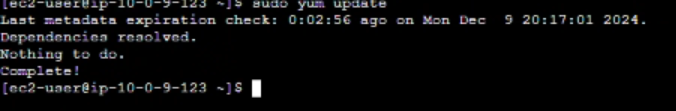 [ec2-user@ip-10-0-9-123 ~]$ sudo yum update
Last metadata expiration check: 0:02:56 ago on Mon Dec  9 20:17:01 2024.
Dependencies resolved.
Nothing to do.
Complete!
[ec2-user@ip-10-0-9-123 ~]$